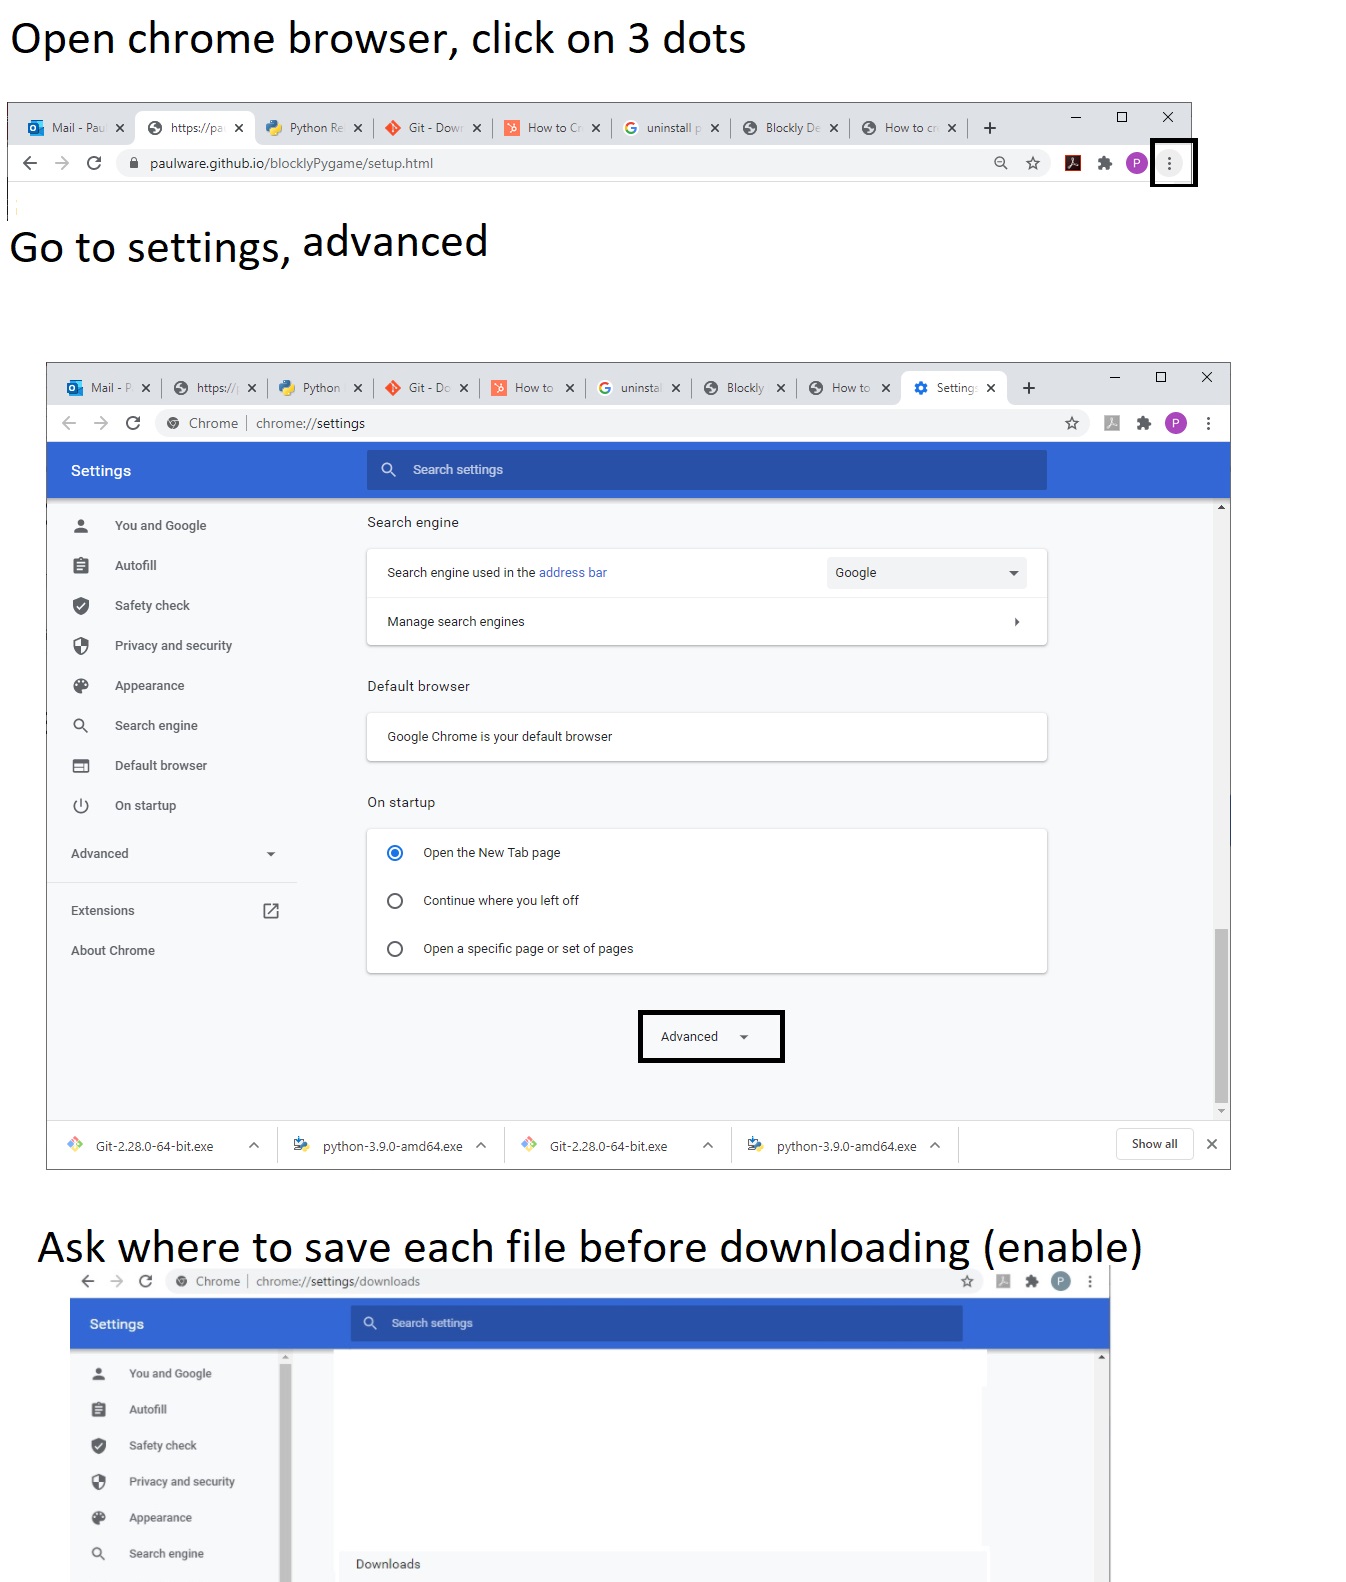 Open chrome browser, click on 3 dots
Mail - Pau https://pa Python Re Git - Dow How to Cr uninstall p Blockly De How to cr
paulware.github.io/blocklyPygame/setup.html P
Go to settings, advanced
Mail - P https:// Python Git - Do How to uninstal Blockly How to Settings
Chrome chrome://settings P
Settings Search settings
You and Google
Autofill
Safety check
Privacy and security
Appearance
Search engine
Default browser
On startup
Advanced
Extensions
About Chrome
Search engine
Search engine used in the address bar Google
Manage search engines
Default browser
Google Chrome is your default browser
On startup
Open the New Tab page
Continue where you left off
Open a specific page or set of pages
Advanced
Git-2.28.0-64-bit.exe python-3.9.0-amd64.exe Git-2.28.0-64-bit.exe python-3.9.0-amd64.exe Show all
Ask where to save each file before downloading (enable)
Chrome chrome://settings/downloads P
Settings Search settings
You and Google
Autofill
Safety check
Privacy and security
Appearance
Search engine
Downloads